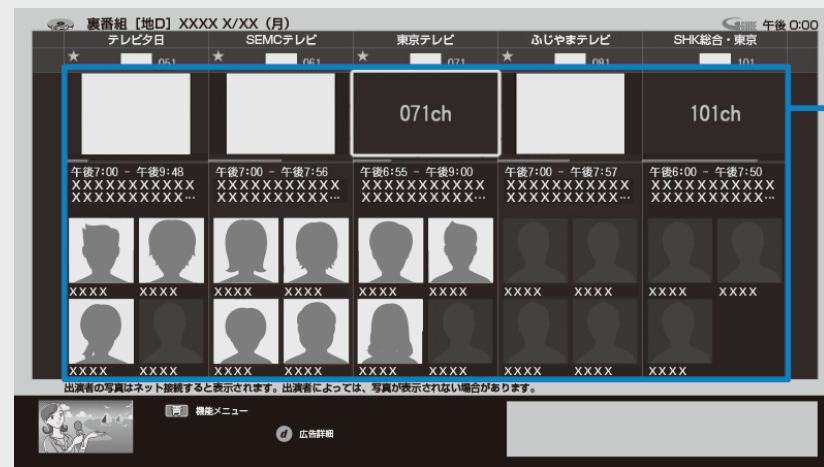 裏番組 [地D] XXXX X/XX (月)
午後 0:00
テレビタ日 SEMCテレビ 東京テレビ ふじやまテレビ SHK総合・東京
★ 051 ★ 061 ★ 071 ★ 081 101
071ch 101ch
午後7:00 - 午後9:48 午後7:00 - 午後7:56 午後6:55 - 午後9:00 午後7:00 - 午後7:57 午後6:00 - 午後7:50
XXXXXXXXXXX XXXXXXXXXXX XXXXXXXXXXX XXXXXXXXXXX XXXXXXXXXXX
XXXXXXXXXX… XXXXXXXXXX… XXXXXXXXXX… XXXXXXXXXX… XXXXXXXXXX…
XXXX XXXX XXXX XXXX XXXX XXXX XXXX XXXX XXXX XXXX
XXXX XXXX XXXX XXXX XXXX XXXX XXXX XXXX XXXX
出演者の写真はネット接続すると表示されます。出演者によっては、写真が表示されない場合があります。
機能メニュー
d 広告詳細